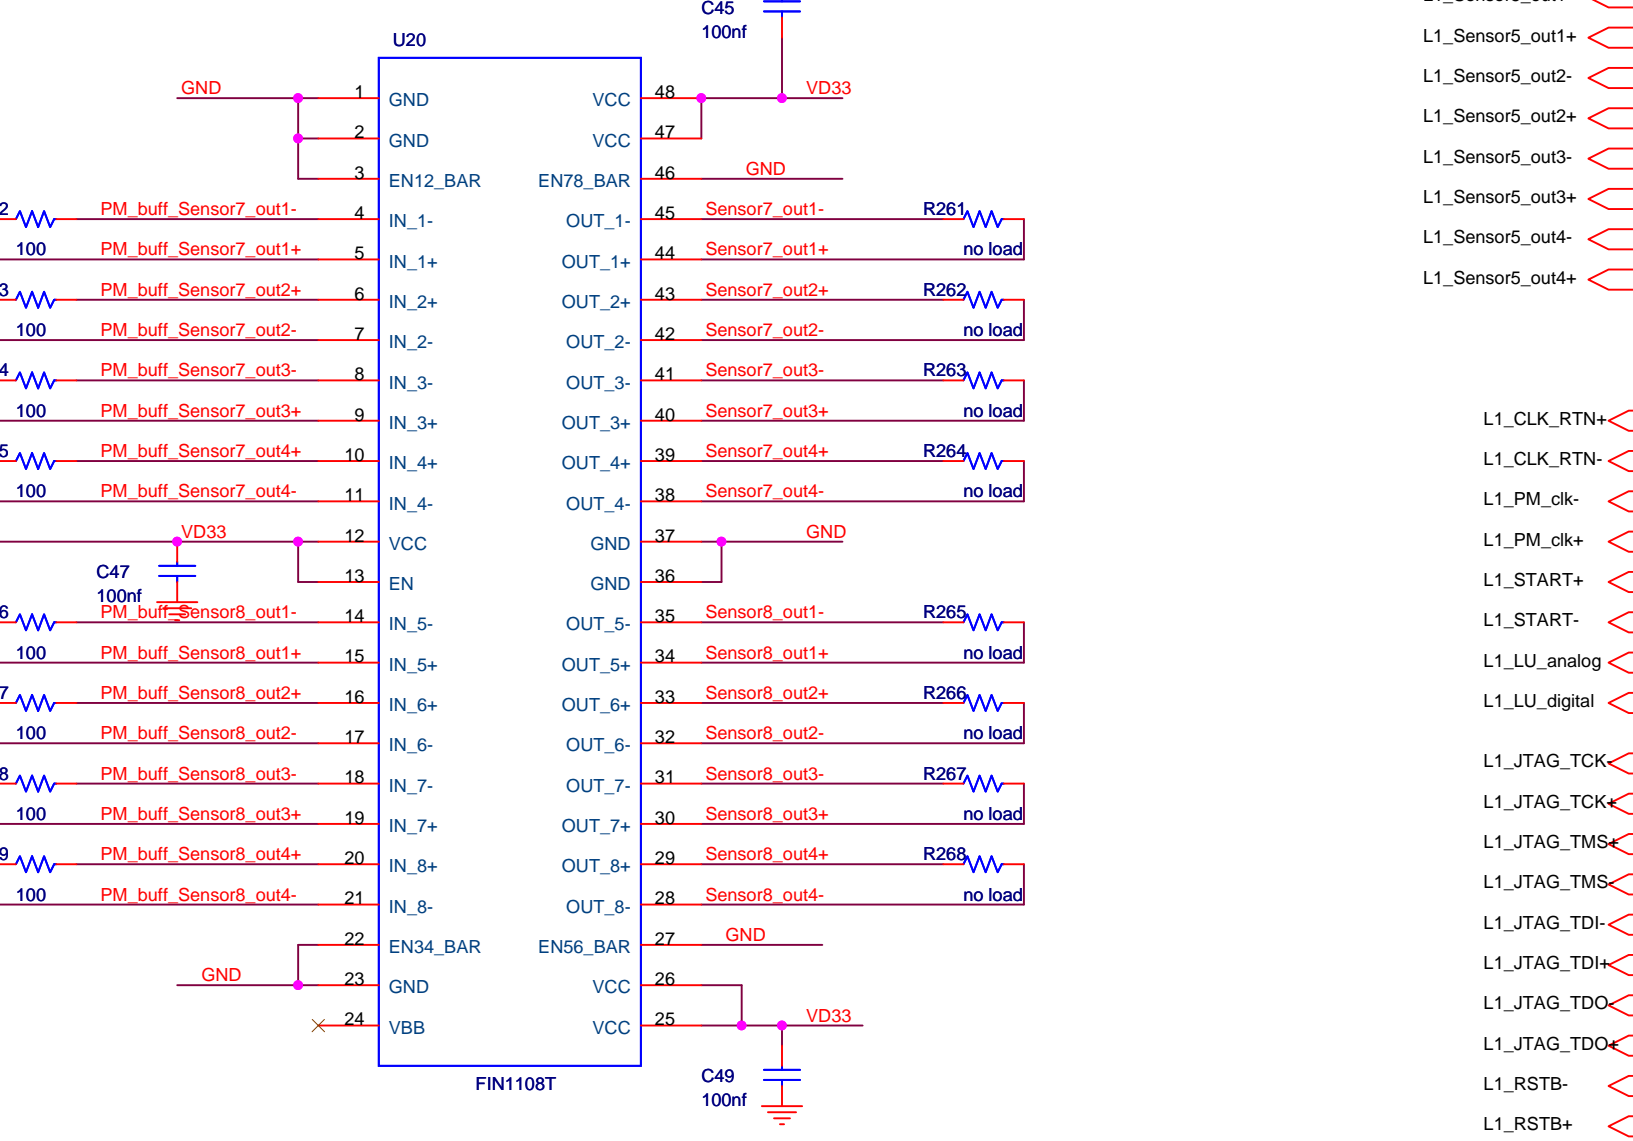 C45
100nf
U20
GND 1 GND VCC 48 VD33
2 GND VCC 47
3 EN12_BAR EN78_BAR 46 GND
2 PM_buff_Sensor7_out1- 4 IN_1- OUT_1- 45 Sensor7_out1- R261
100 PM_buff_Sensor7_out1+ 5 IN_1+ OUT_1+ 44 Sensor7_out1+ no load
3 PM_buff_Sensor7_out2+ 6 IN_2+ OUT_2+ 43 Sensor7_out2+ R262
100 PM_buff_Sensor7_out2- 7 IN_2- OUT_2- 42 Sensor7_out2- no load
4 PM_buff_Sensor7_out3- 8 IN_3- OUT_3- 41 Sensor7_out3- R263
100 PM_buff_Sensor7_out3+ 9 IN_3+ OUT_3+ 40 Sensor7_out3+ no load
5 PM_buff_Sensor7_out4+ 10 IN_4+ OUT_4+ 39 Sensor7_out4+ R264
100 PM_buff_Sensor7_out4- 11 IN_4- OUT_4- 38 Sensor7_out4- no load
VD33 12 VCC GND 37 GND
C47 13 EN GND 36
100nf
6 PM_buff_Sensor8_out1- 14 IN_5- OUT_5- 35 Sensor8_out1- R265
100 PM_buff_Sensor8_out1+ 15 IN_5+ OUT_5+ 34 Sensor8_out1+ no load
7 PM_buff_Sensor8_out2+ 16 IN_6+ OUT_6+ 33 Sensor8_out2+ R266
100 PM_buff_Sensor8_out2- 17 IN_6- OUT_6- 32 Sensor8_out2- no load
8 PM_buff_Sensor8_out3- 18 IN_7- OUT_7- 31 Sensor8_out3- R267
100 PM_buff_Sensor8_out3+ 19 IN_7+ OUT_7+ 30 Sensor8_out3+ no load
9 PM_buff_Sensor8_out4+ 20 IN_8+ OUT_8+ 29 Sensor8_out4+ R268
100 PM_buff_Sensor8_out4- 21 IN_8- OUT_8- 28 Sensor8_out4- no load
22 EN34_BAR EN56_BAR 27 GND
GND 23 GND VCC 26
24 VBB VCC 25 VD33
FIN1108T
C49
100nf
L1_Sensor5_out1+
L1_Sensor5_out2-
L1_Sensor5_out2+
L1_Sensor5_out3-
L1_Sensor5_out3+
L1_Sensor5_out4-
L1_Sensor5_out4+
L1_CLK_RTN+
L1_CLK_RTN-
L1_PM_clk-
L1_PM_clk+
L1_START+
L1_START-
L1_LU_analog
L1_LU_digital
L1_JTAG_TCK-
L1_JTAG_TCK+
L1_JTAG_TMS+
L1_JTAG_TMS-
L1_JTAG_TDI-
L1_JTAG_TDI+
L1_JTAG_TDO-
L1_JTAG_TDO+
L1_RSTB-
L1_RSTB+